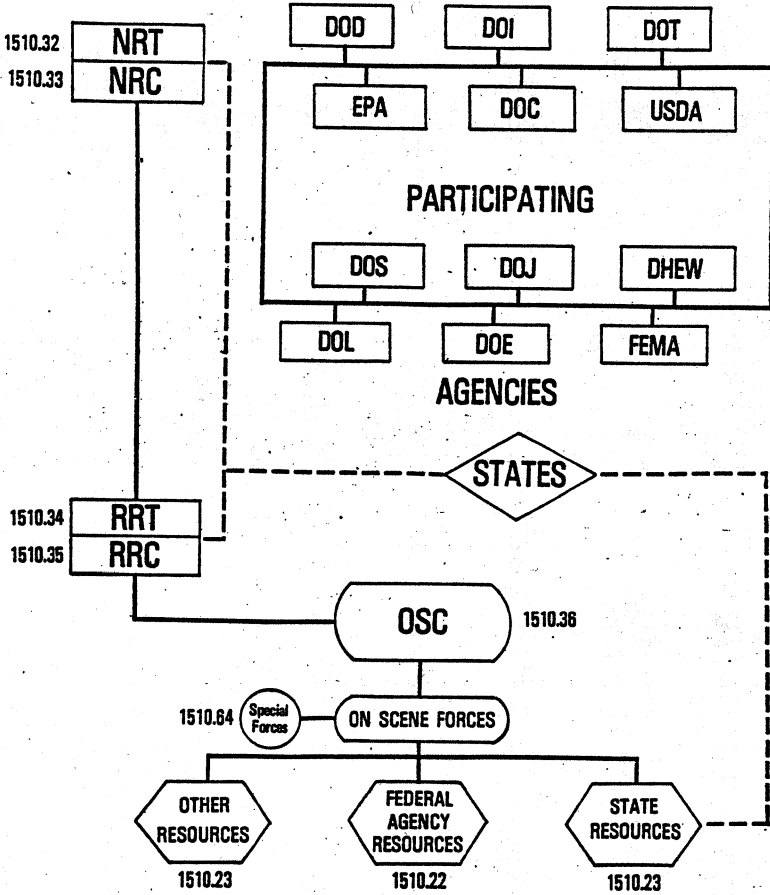 DOD DOI DOT
1510.32 NRT
1510.33 NRC
EPA DOC USDA
PARTICIPATING
DOS DOJ DHEW
DOL DOE FEMA
AGENCIES
STATES
1510.34 RRT
1510.35 RRC
OSC 1510.36
1510.64 Special Forces
ON SCENE FORCES
OTHER RESOURCES
1510.23
FEDERAL AGENCY RESOURCES
1510.22
STATE RESOURCES
1510.23